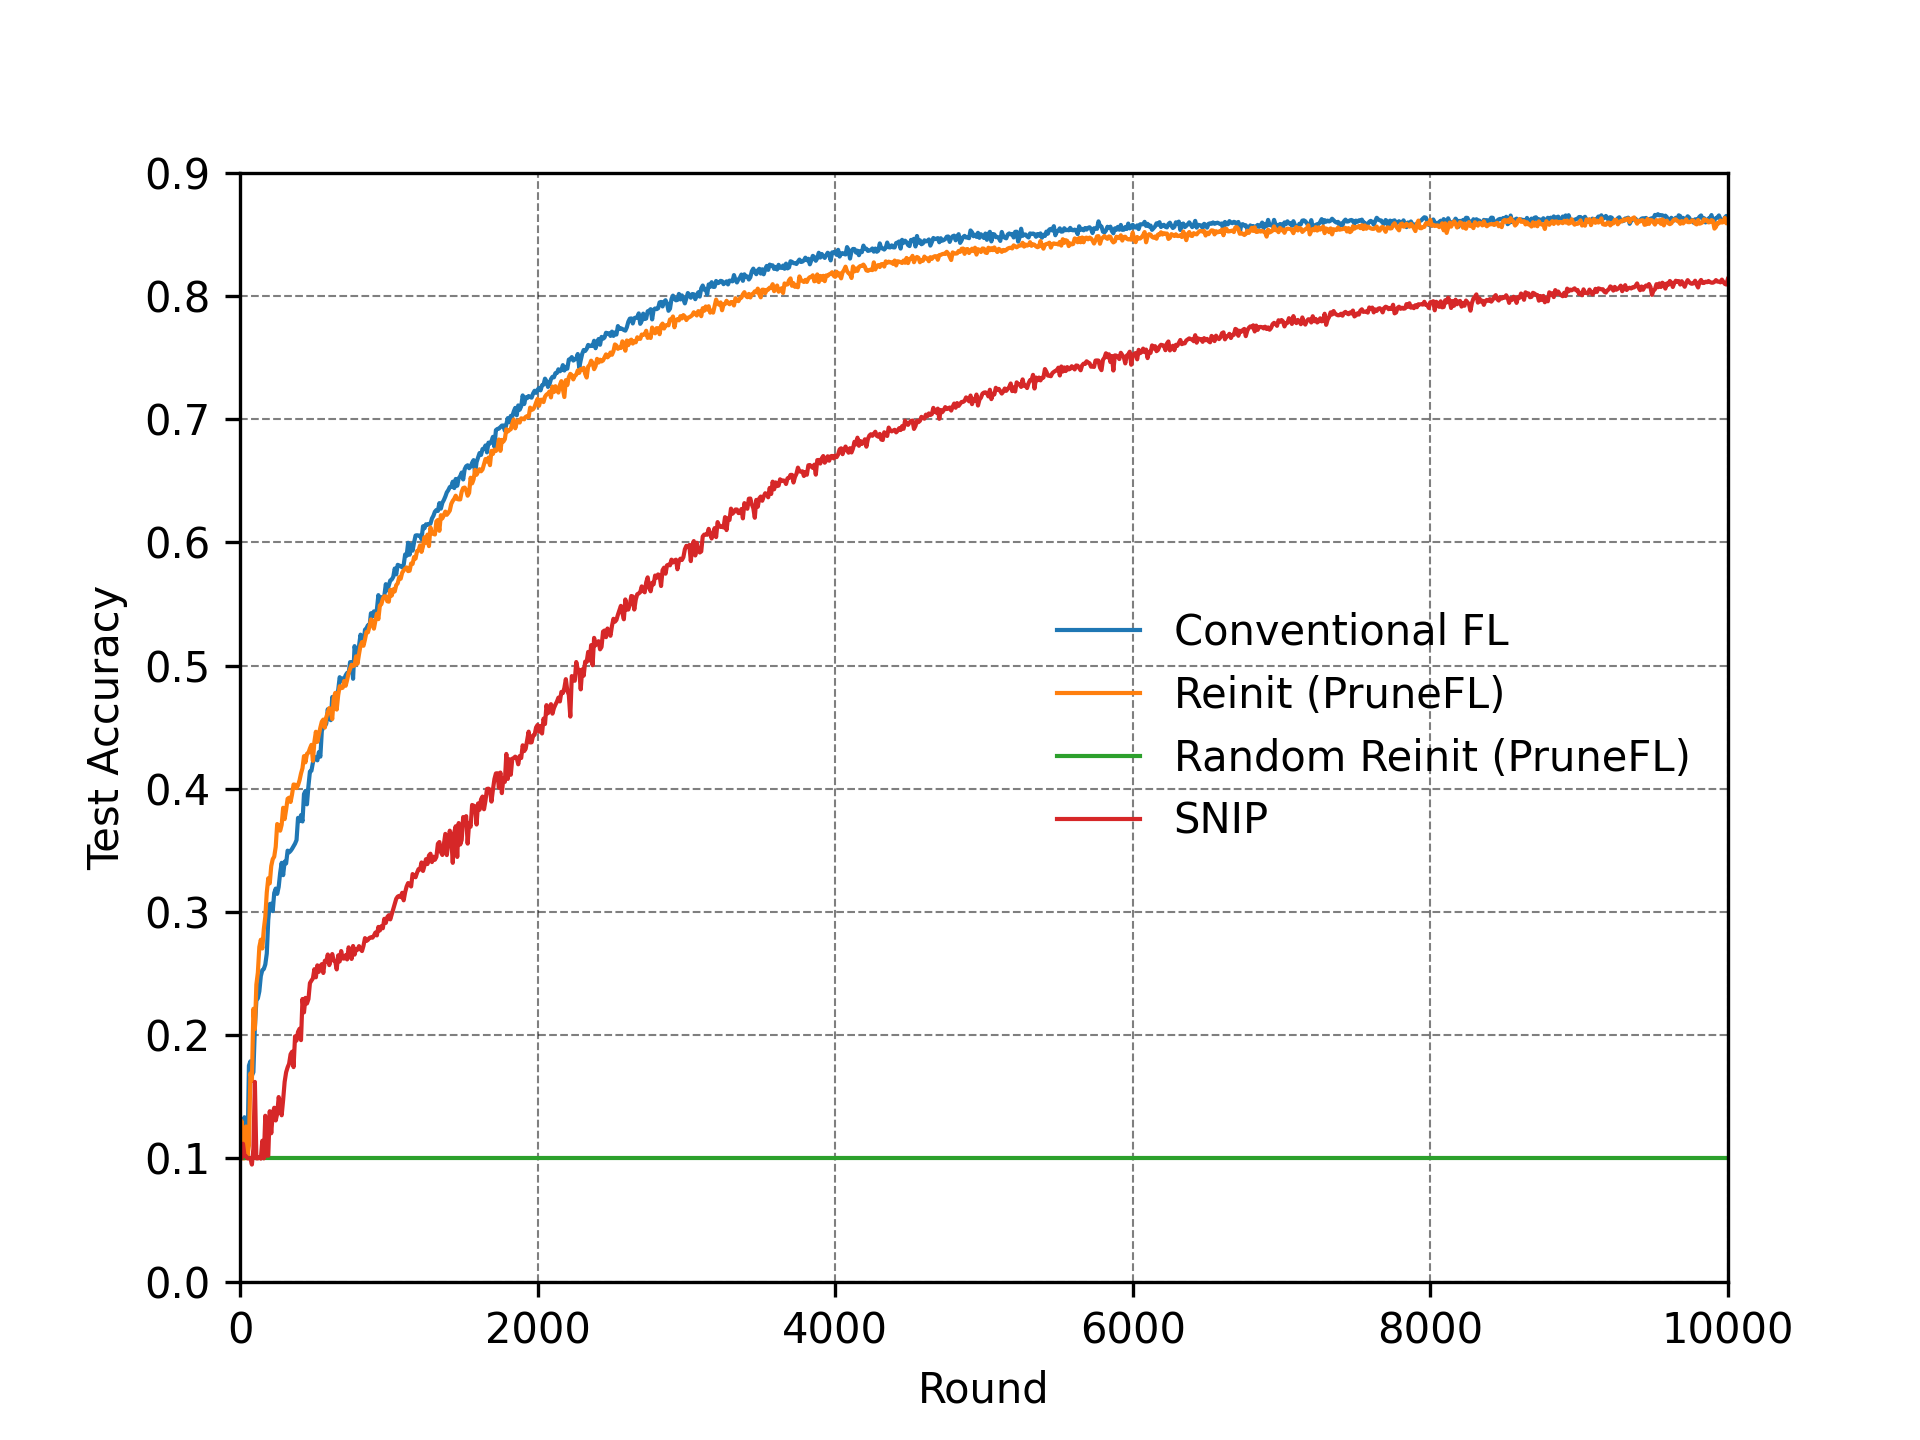 0.9
0.8
0.7
0.6
0.5
0.4
0.3
0.2
0.1
0.0
Test Accuracy
Conventional FL
Reinit (PruneFL)
Random Reinit (PruneFL)
SNIP
0 2000 4000 6000 8000 10000
Round